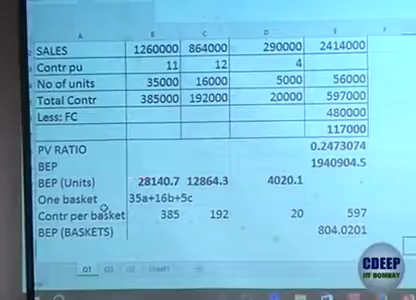 A B C D E F
SALES 1260000 864000 290000 2414000
Contr pu 11 12 4
No of units 35000 16000 5000 56000
Total Contr 385000 192000 20000 597000
Less: FC 480000
117000
PV RATIO 0.2473074
BEP 1940904.5
BEP (Units) 28140.7 12864.3 4020.1
One basket 35a+16b+5c
Contr per basket 385 192 20 597
BEP (BASKETS) 804.0201
CDEEP
IIT BOMBAY
Q1